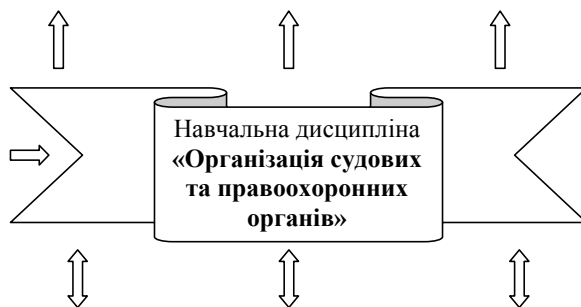 Навчальна дисципліна
«Організація судових
та правоохоронних
органів»